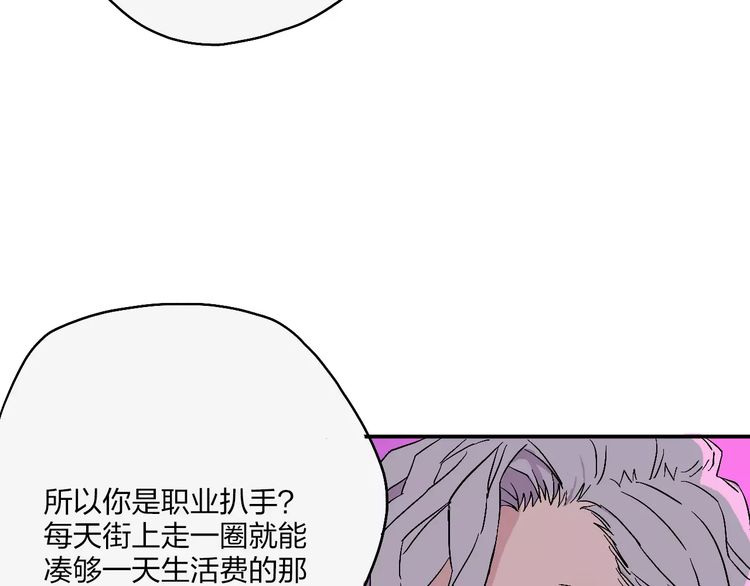 所以你是职业扒手?
每天街上走一圈就能
凑够一天生活费的那